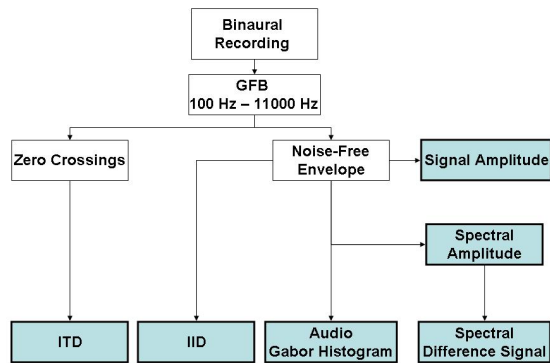 Binaural
Recording
GFB
100 Hz – 11000 Hz
Zero Crossings
Noise-Free
Envelope
Signal Amplitude
Spectral
Amplitude
ITD
IID
Audio
Gabor Histogram
Spectral
Difference Signal